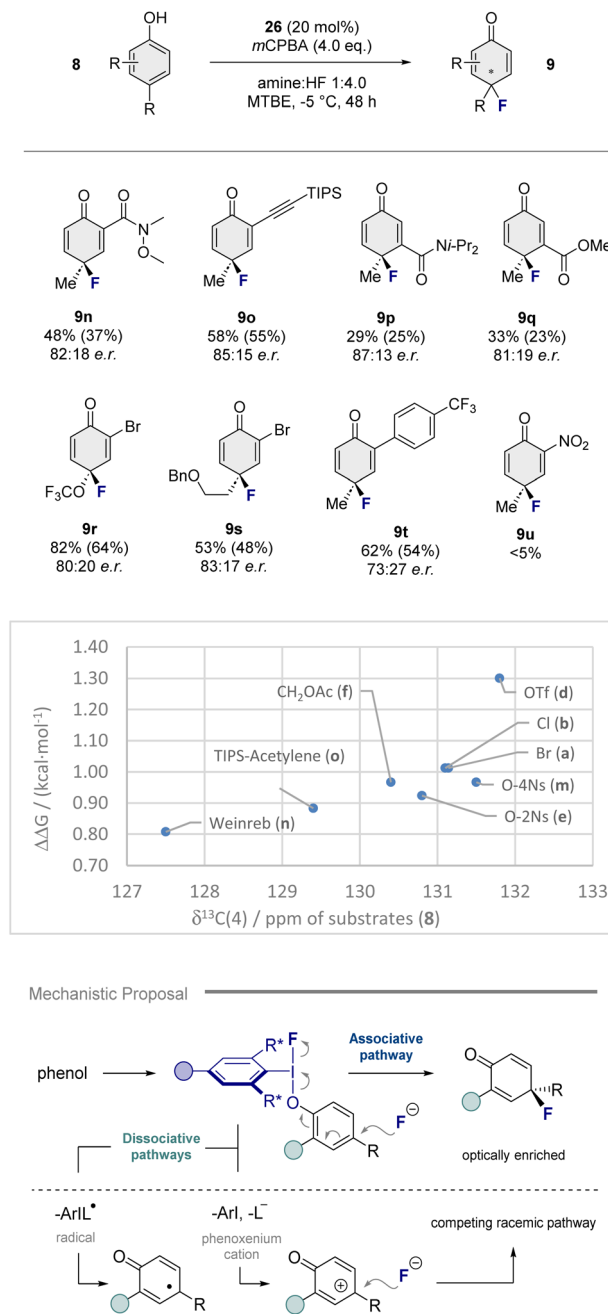 OH
O
26 (20 mol%)
mCPBA (4.0 eq.)
8
R
R
amine:HF 1:4.0
MTBE, -5 °C, 48 h
R
*
R
F
9
O
O
N
O
Me
F
9n
48% (37%)
82:18 e.r.
O
TIPS
Me
F
9o
58% (55%)
85:15 e.r.
O
Me
F
O
Ni-Pr2
9p
29% (25%)
87:13 e.r.
O
Me
F
O
OMe
9q
33% (23%)
81:19 e.r.
O
Br
F3CO
F
9r
82% (64%)
80:20 e.r.
O
Br
BnO
F
9s
53% (48%)
83:17 e.r.
O
CF3
Me
F
9t
62% (54%)
73:27 e.r.
O
NO2
Me
F
9u
<5%
1.40
1.30
1.20
1.10
1.00
0.90
0.80
0.70
ΔΔG / (kcal·mol⁻¹)
CH2OAc (f)
OTf (d)
Cl (b)
TIPS-Acetylene (o)
Br (a)
O-4Ns (m)
Weinreb (n)
O-2Ns (e)
127 128 129 130 131 132 133
δ¹³C(4) / ppm of substrates (8)
Mechanistic Proposal
phenol
R*
F
I
R*
O
R
F⊖
Associative
pathway
O
R
F
optically enriched
Dissociative
pathways
-ArIL•
radical
-ArI, -L⁻
phenoxenium
cation
competing racemic pathway
O
•
R
O
+
R
F⊖